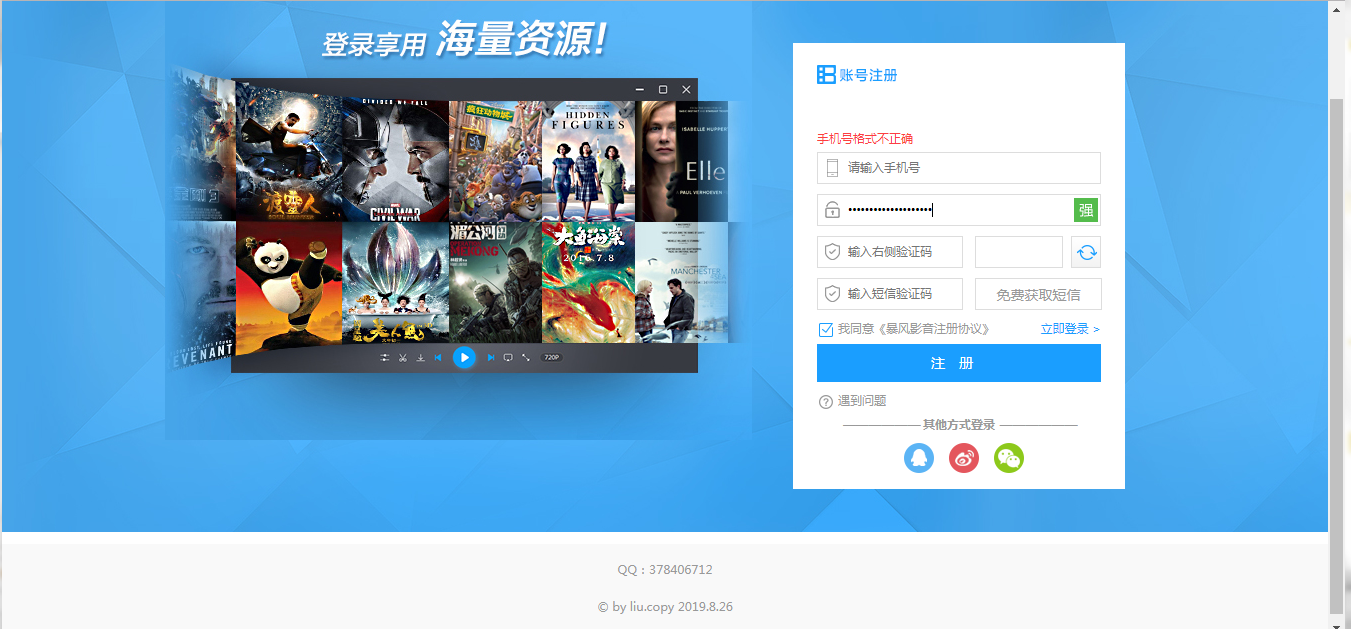 登录享用 海量资源!
DIVIDED WE FALL
CIVIL WAR
疯狂动物城
HIDDEN
FIGURES
ISABELLE HUPPERT
Elle
PAUL VERHOEVEN
湄公河
MEKONG
大鱼海棠
2016.7.8
MANCHESTER
美人鱼
EVENANT
720P
账号注册
手机号格式不正确
请输入手机号
••••••••••••••••••••
强
输入右侧验证码
输入短信验证码
免费获取短信
我同意《暴风影音注册协议》
立即登录 >
注 册
遇到问题
其他方式登录
QQ：378406712
© by liu.copy 2019.8.26